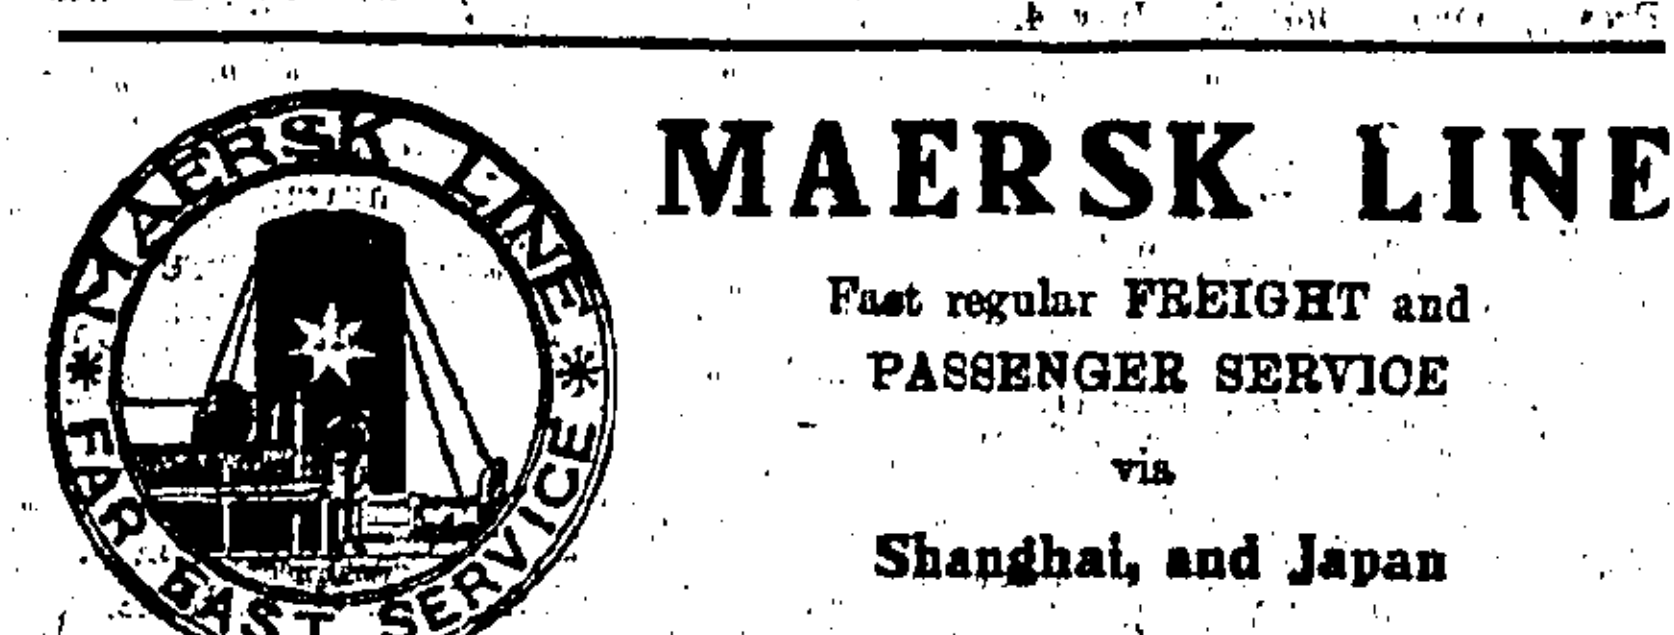 MAERSK LINE
FAR EAST SERVICE
MAERSK LINE
Fast regular FREIGHT and
PASSENGER SERVICE
via
Shanghai, and Japan